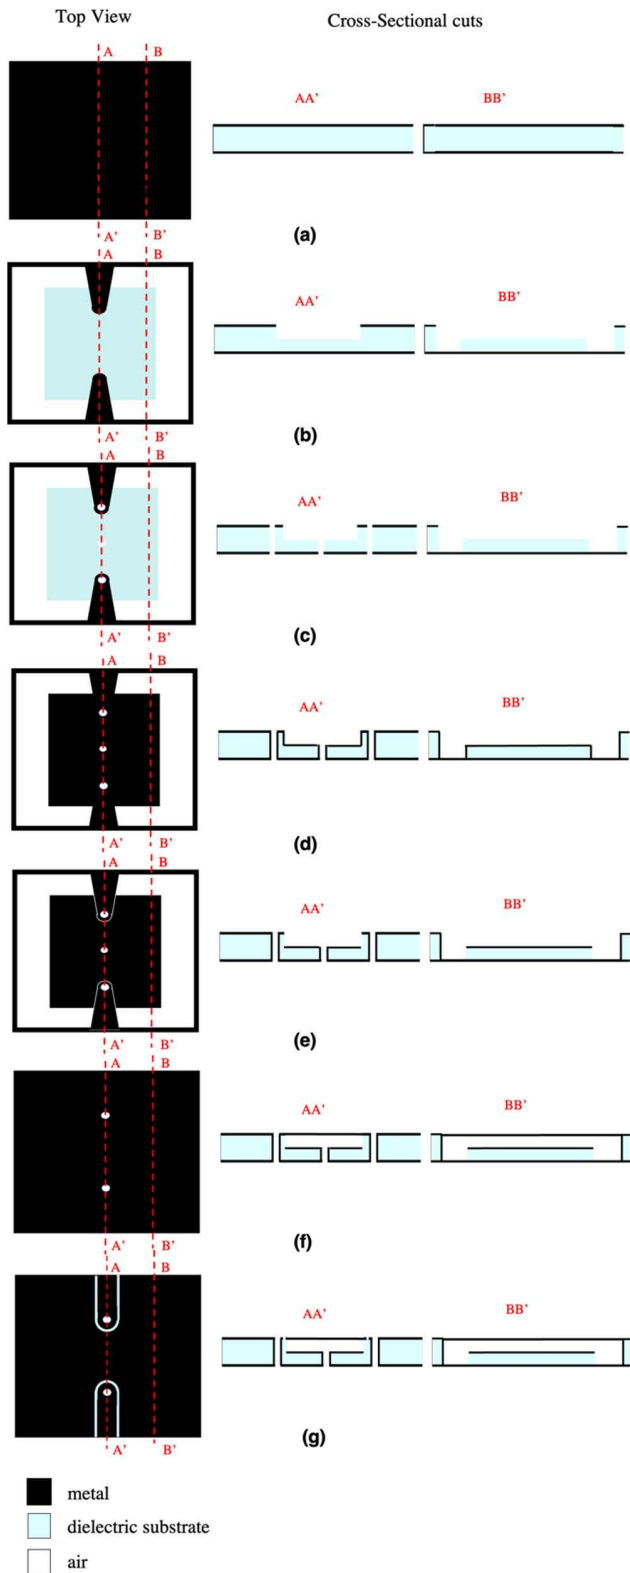 Top View
Cross-Sectional cuts
A B
AA' BB'
A' B'
(a)
A B
AA' BB'
A' B'
(b)
A B
AA' BB'
A' B'
(c)
A B
AA' BB'
A' B'
(d)
A B
AA' BB'
A' B'
(e)
A B
AA' BB'
A' B'
(f)
A B
AA' BB'
A' B'
(g)
metal
dielectric substrate
air